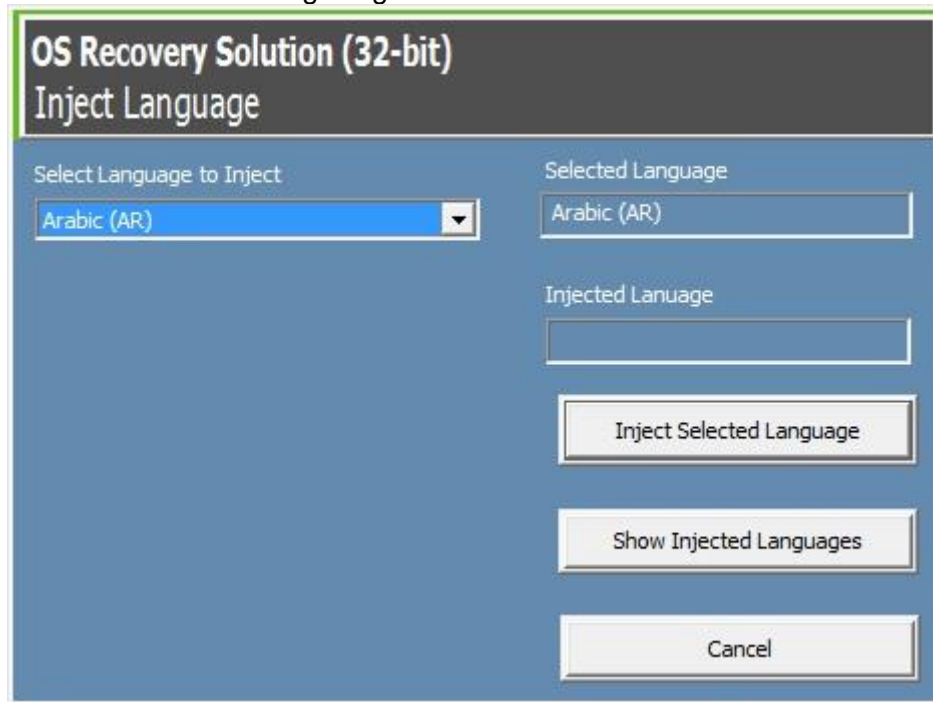 OS Recovery Solution (32-bit)
Inject Language
Select Language to Inject
Arabic (AR)
Selected Language
Arabic (AR)
Injected Lanuage
Inject Selected Language
Show Injected Languages
Cancel